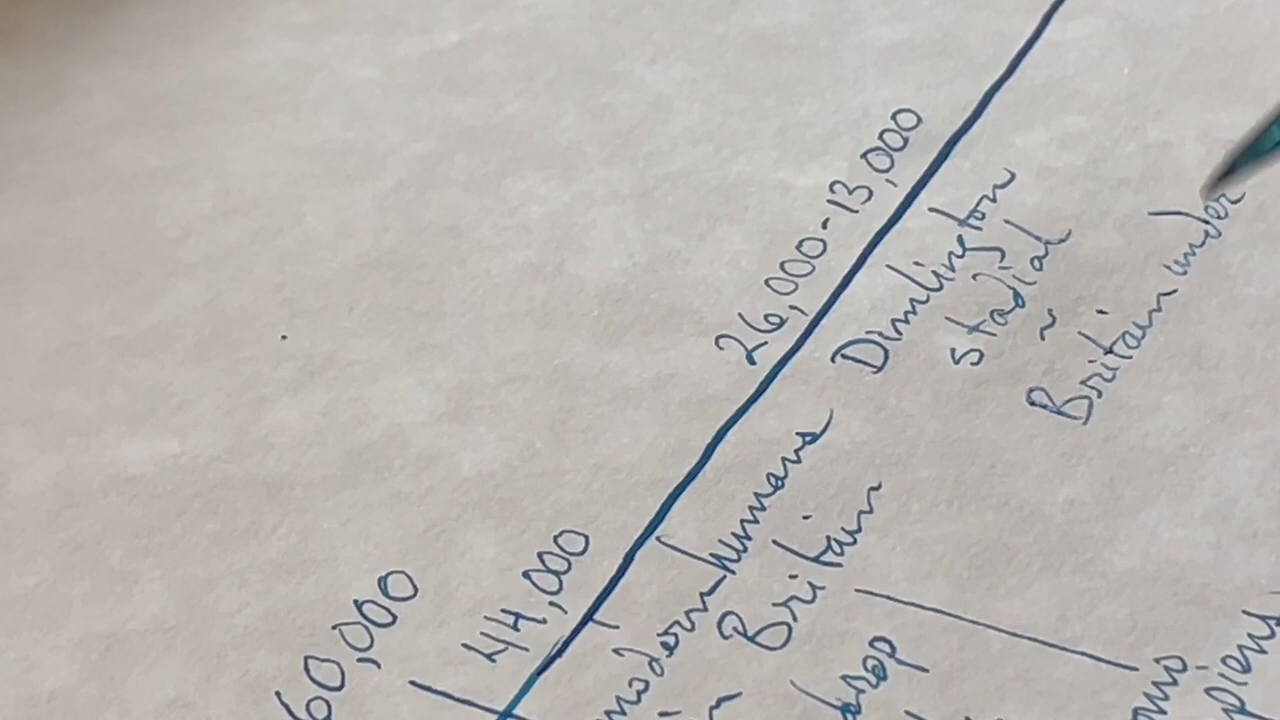 60,000
44,000
26,000-13,000
modern humans
Britain
Dimlington
stadial
~
Britain under
drop